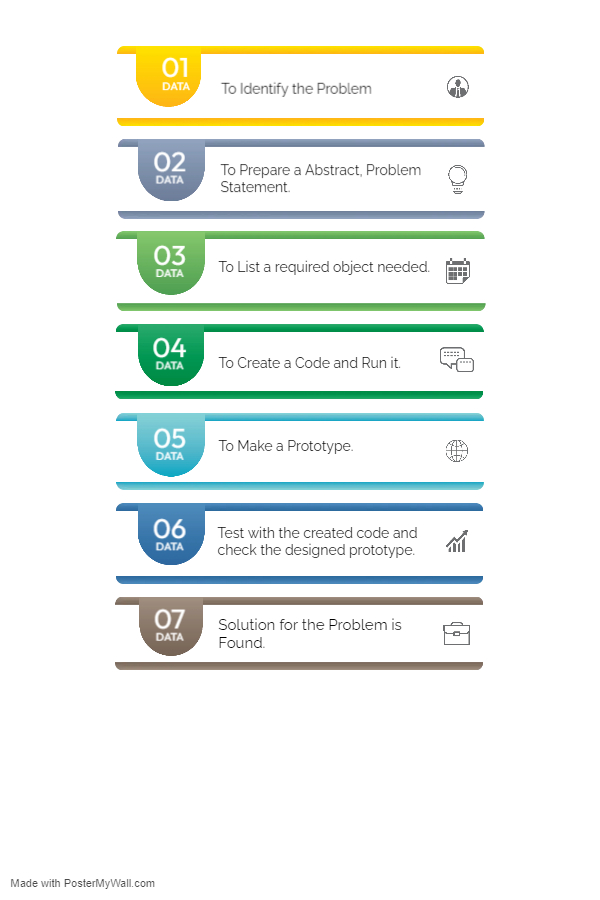 01
DATA
To Identify the Problem
02
DATA
To Prepare a Abstract, Problem
Statement.
03
DATA
To List a required object needed.
04
DATA
To Create a Code and Run it.
05
DATA
To Make a Prototype.
06
DATA
Test with the created code and
check the designed prototype.
07
DATA
Solution for the Problem is
Found.
Made with PosterMyWall.com